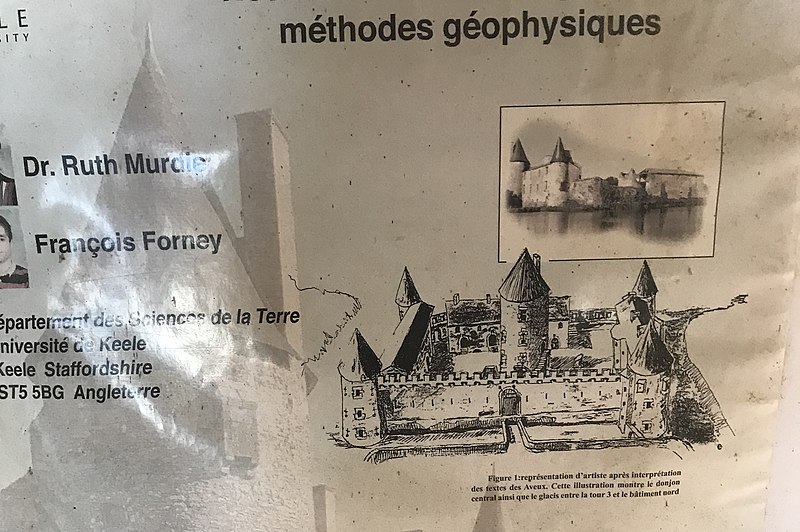 méthodes géophysiques
Dr. Ruth Murdie
François Forney
épartement des Sciences de la Terre
niversité de Keele
Keele Staffordshire
ST5 5BG Angleterre
Figure 1:représentation d'artiste après interprétation
des textes des Aveux. Cette illustration montre le donjon
central ainsi que le glacis entre la tour 3 et le bâtiment nord